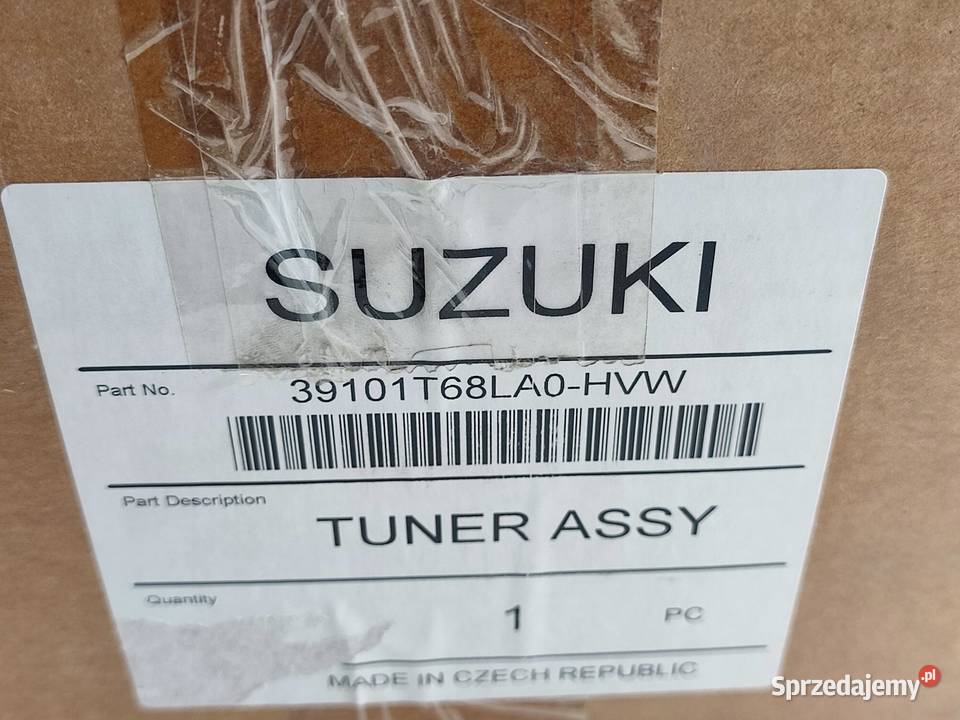 SUZUKI
Part No. 39101T68LA0-HVW
Part Description
TUNER ASSY
Quantity
1 PC
MADE IN CZECH REPUBLIC
Sprzedajemy.pl